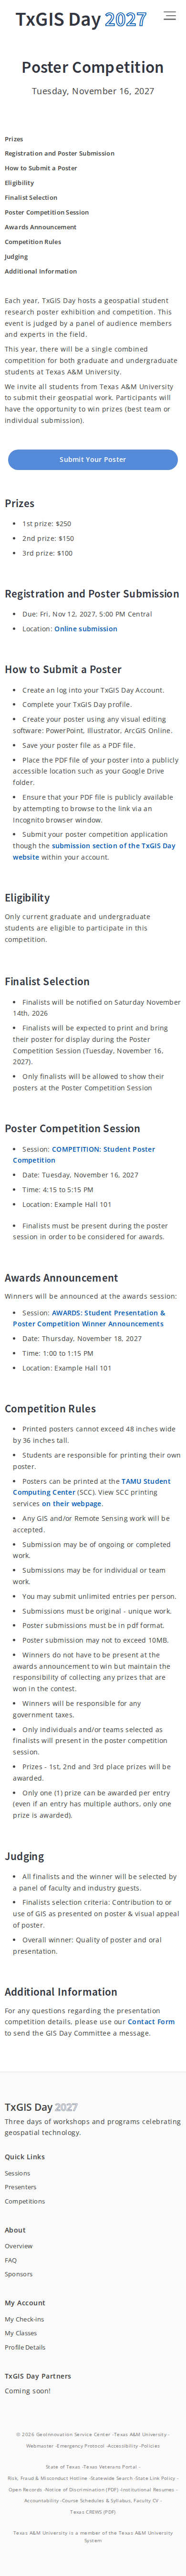 TxGIS Day 2027
Poster Competition
Tuesday, November 16, 2027
Prizes
Registration and Poster Submission
How to Submit a Poster
Eligibility
Finalist Selection
Poster Competition Session
Awards Announcement
Competition Rules
Judging
Additional Information
Each year, TxGIS Day hosts a geospatial student
research poster exhibition and competition. This
event is judged by a panel of audience members
and experts in the field.
This year, there will be a single combined
competition for both graduate and undergraduate
students at Texas A&M University.
We invite all students from Texas A&M University
to submit their geospatial work. Participants will
have the opportunity to win prizes (best team or
individual submission).
Submit Your Poster
Prizes
• 1st prize: $250
• 2nd prize: $150
• 3rd prize: $100
Registration and Poster Submission
• Due: Fri, Nov 12, 2027, 5:00 PM Central
• Location: Online submission
How to Submit a Poster
• Create an log into your TxGIS Day Account.
• Complete your TxGIS Day profile.
• Create your poster using any visual editing
software: PowerPoint, Illustrator, ArcGIS Online.
• Save your poster file as a PDF file.
• Place the PDF file of your poster into a publicly
accessible location such as your Google Drive
folder.
• Ensure that your PDF file is publicly available
by attempting to browse to the link via an
Incognito browser window.
• Submit your poster competition application
though the submission section of the TxGIS Day
website within your account.
Eligibility
Only current graduate and undergraduate
students are eligible to participate in this
competition.
Finalist Selection
• Finalists will be notified on Saturday November
14th, 2026
• Finalists will be expected to print and bring
their poster for display during the Poster
Competition Session (Tuesday, November 16,
2027).
• Only finalists will be allowed to show their
posters at the Poster Competition Session
Poster Competition Session
• Session: COMPETITION: Student Poster
Competition
• Date: Tuesday, November 16, 2027
• Time: 4:15 to 5:15 PM
• Location: Example Hall 101
• Finalists must be present during the poster
session in order to be considered for awards.
Awards Announcement
Winners will be announced at the awards session:
• Session: AWARDS: Student Presentation &
Poster Competition Winner Announcements
• Date: Thursday, November 18, 2027
• Time: 1:00 to 1:15 PM
• Location: Example Hall 101
Competition Rules
• Printed posters cannot exceed 48 inches wide
by 36 inches tall.
• Students are responsible for printing their own
poster.
• Posters can be printed at the TAMU Student
Computing Center (SCC). View SCC printing
services on their webpage.
• Any GIS and/or Remote Sensing work will be
accepted.
• Submission may be of ongoing or completed
work.
• Submissions may be for individual or team
work.
• You may submit unlimited entries per person.
• Submissions must be original - unique work.
• Poster submissions must be in pdf format.
• Poster submission may not to exceed 10MB.
• Winners do not have to be present at the
awards announcement to win but maintain the
responsibility of collecting any prizes that are
won in the contest.
• Winners will be responsible for any
government taxes.
• Only individuals and/or teams selected as
finalists will present in the poster competition
session.
• Prizes - 1st, 2nd and 3rd place prizes will be
awarded.
• Only one (1) prize can be awarded per entry
(even if an entry has multiple authors, only one
prize is awarded).
Judging
• All finalists and the winner will be selected by
a panel of faculty and industry guests.
• Finalists selection criteria: Contribution to or
use of GIS as presented on poster & visual appeal
of poster.
• Overall winner: Quality of poster and oral
presentation.
Additional Information
For any questions regarding the presentation
competition details, please use our Contact Form
to send the GIS Day Committee a message.
TxGIS Day 2027
Three days of workshops and programs celebrating
geospatial technology.
Quick Links
Sessions
Presenters
Competitions
About
Overview
FAQ
Sponsors
My Account
My Check-ins
My Classes
Profile Details
TxGIS Day Partners
Coming soon!
© 2026 GeoInnovation Service Center -Texas A&M University -
Webmaster -Emergency Protocol -Accessibility -Policies
State of Texas -Texas Veterans Portal -
Risk, Fraud & Misconduct Hotline -Statewide Search -State Link Policy -
Open Records -Notice of Discrimination (PDF) -Institutional Resumes -
Accountability -Course Schedules & Syllabus, Faculty CV -
Texas CREWS (PDF)
Texas A&M University is a member of the Texas A&M University
System